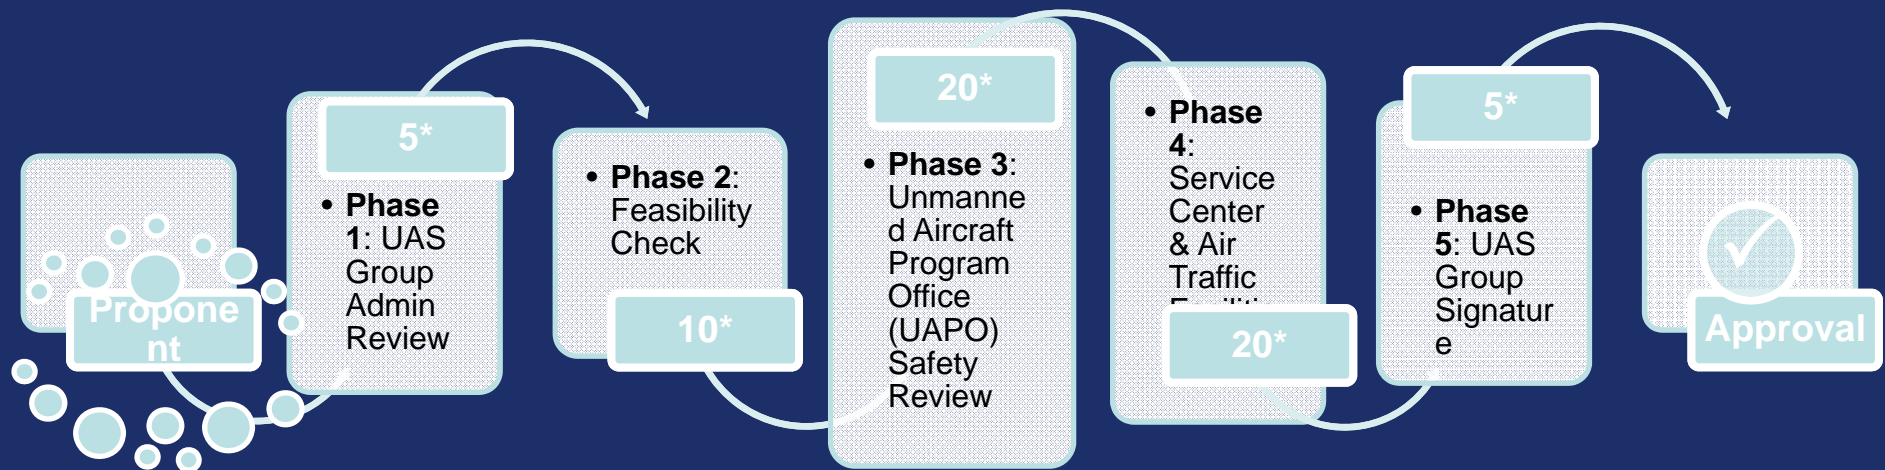 Propone
nt
5*
• Phase
1: UAS
Group
Admin
Review
• Phase 2:
Feasibility
Check
10*
20*
• Phase 3:
Unmanne
d Aircraft
Program
Office
(UAPO)
Safety
Review
• Phase
4:
Service
Center
& Air
Traffic
20*
5*
• Phase
5: UAS
Group
Signatur
e
Approval